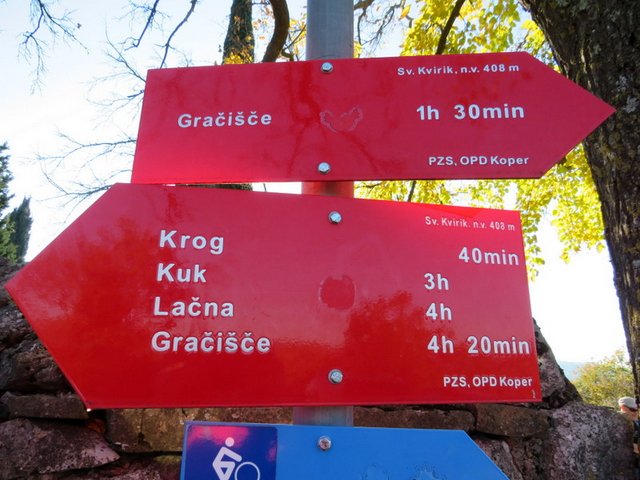 Sv. Kvirik, n.v. 408 m
Gračišče 1h 30min
PZS, OPD Koper
Sv. Kvirik, n.v. 408 m
Krog 40min
Kuk 3h
Lačna 4h
Gračišče 4h 20min
PZS, OPD Koper